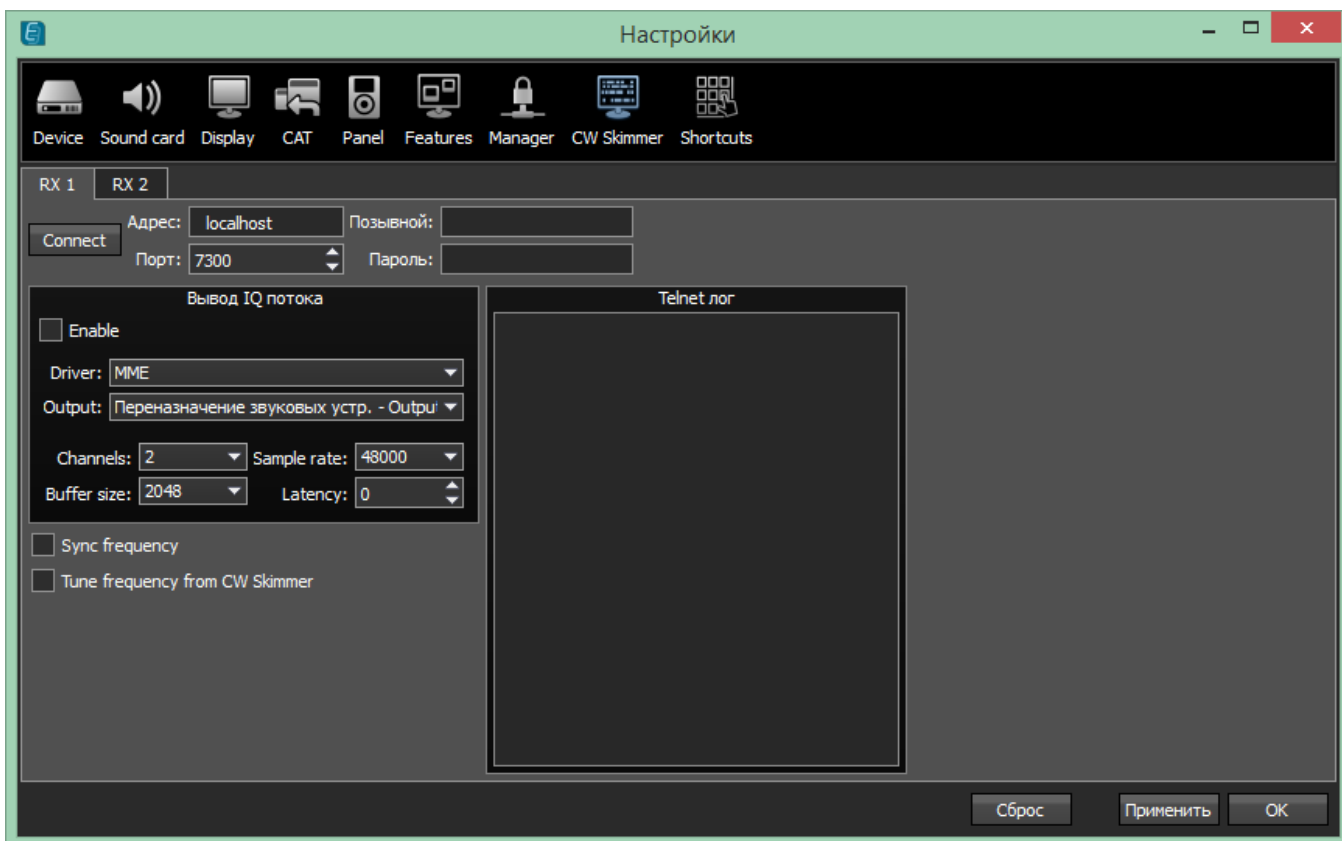 Настройки
Device Sound card Display CAT Panel Features Manager CW Skimmer Shortcuts
RX 1 RX 2
Connect Адрес: localhost Позывной:
Порт: 7300 Пароль:
Вывод IQ потока Telnet лог
Enable
Driver: MME
Output: Переназначение звуковых устр. - Output
Channels: 2 Sample rate: 48000
Buffer size: 2048 Latency: 0
Sync frequency
Tune frequency from CW Skimmer
Сброс Применить OK